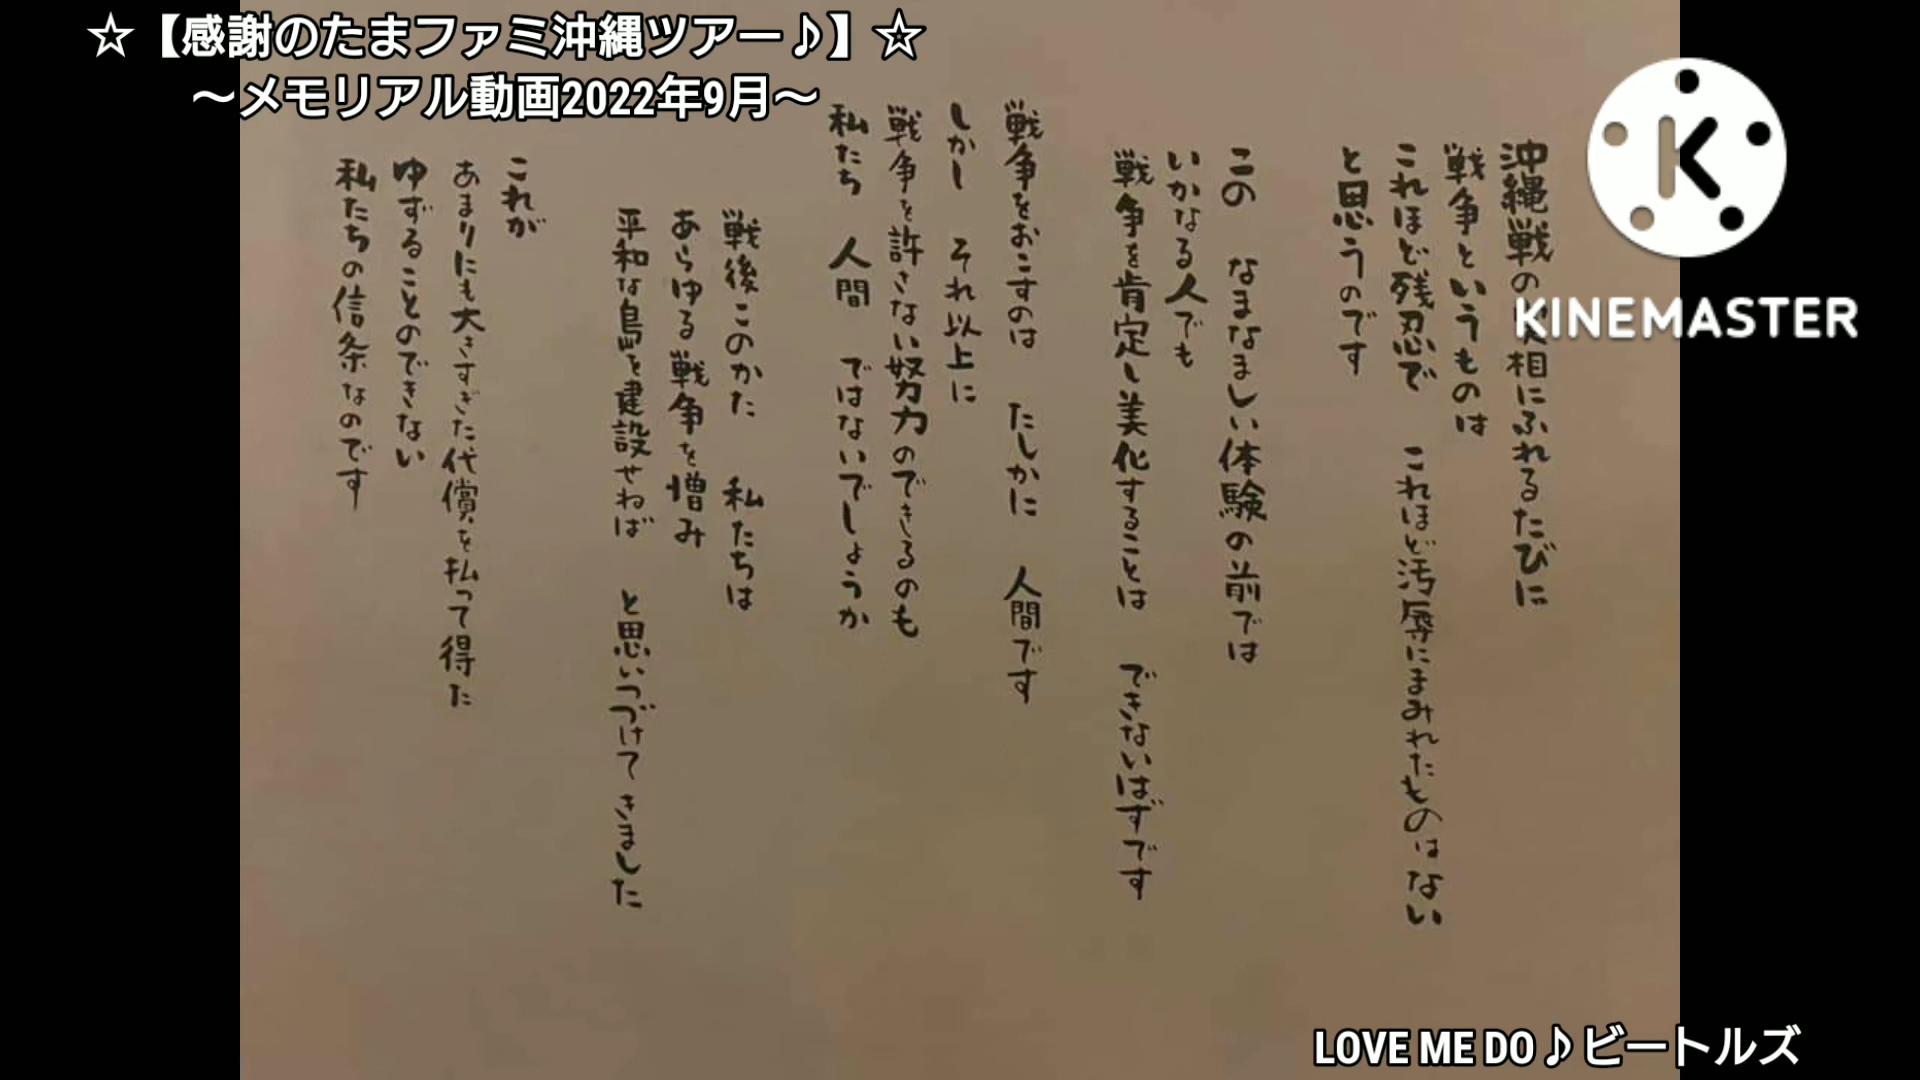 ☆【感謝のたまファミ沖縄ツアー♪】☆
～メモリアル動画2022年9月～
KINEMASTER
沖縄戦の 相にふれるたびに
戦争というものは
これほど残忍で これほど汚辱にまみれたものはない
と思うのです
この なまなましい体験の前では
いかなる人でも
戦争を肯定し美化することは できないはずです
戦争をおこすのは たしかに 人間です
しかし それ以上に
戦争を許さない努力のできるのも
私たち 人間 ではないでしょうか
戦後このかた 私たちは
あらゆる戦争を憎み
平和な島を建設せねば と思いつづけてきました
これが
あまりにも大きすぎた代償を払って得た
ゆずることのできない
私たちの信条なのです
LOVE ME DO♪ビートルズ